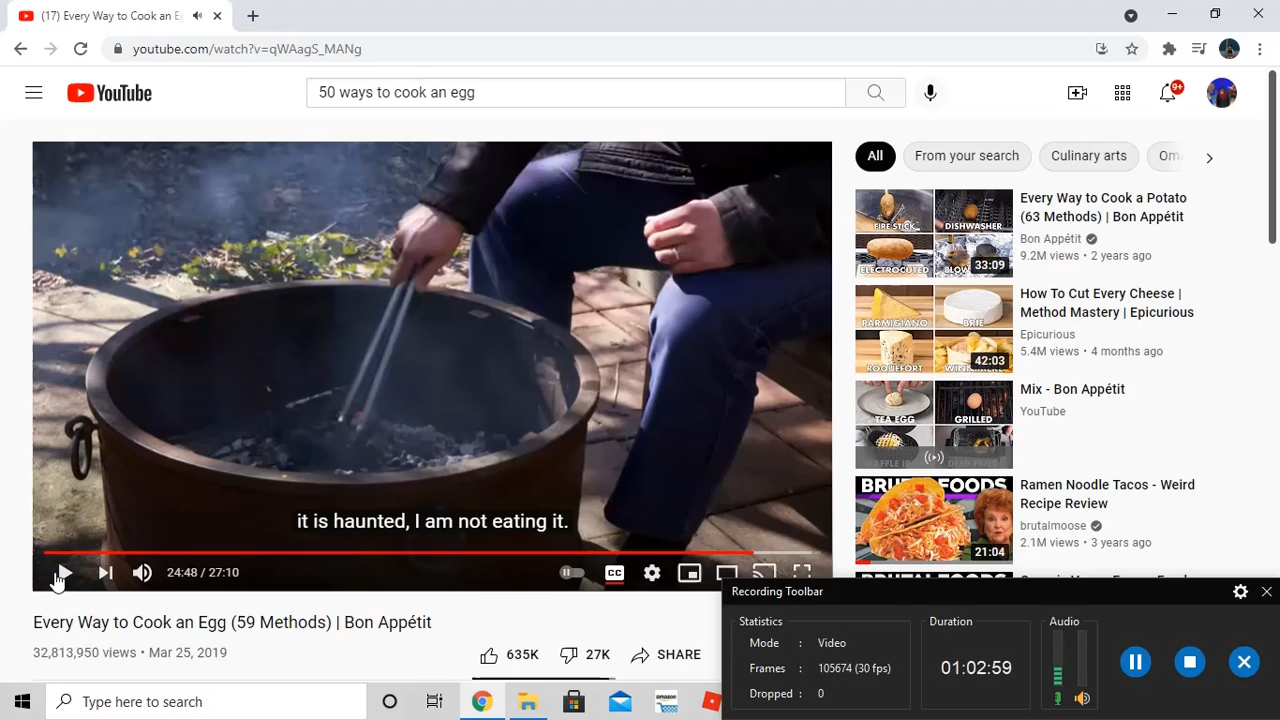 (17) Every Way to Cook an Eg
youtube.com/watch?v=qWAagS_MANg
YouTube
50 ways to cook an egg
9+
All
From your search
Culinary arts
Om
it is haunted, I am not eating it.
24:48 / 27:10
CC
Every Way to Cook an Egg (59 Methods) | Bon Appétit
32,813,950 views • Mar 25, 2019
635K
27K
SHARE
FIRE STICK
DISHWASHER
ELECTROCUTED
BLOW
33:09
Every Way to Cook a Potato
(63 Methods) | Bon Appétit
Bon Appétit
9.2M views • 2 years ago
PARMIGIANO
BRIE
ROQUEFORT
42:03
How To Cut Every Cheese |
Method Mastery | Epicurious
Epicurious
5.4M views • 4 months ago
TEA EGG
GRILLED
Mix - Bon Appétit
YouTube
BRUTALFOODS
21:04
Ramen Noodle Tacos - Weird
Recipe Review
brutalmoose
2.1M views • 3 years ago
Recording Toolbar
Statistics
Mode : Video
Frames : 105674 (30 fps)
Dropped : 0
Duration
01:02:59
Audio
Type here to search
amazon